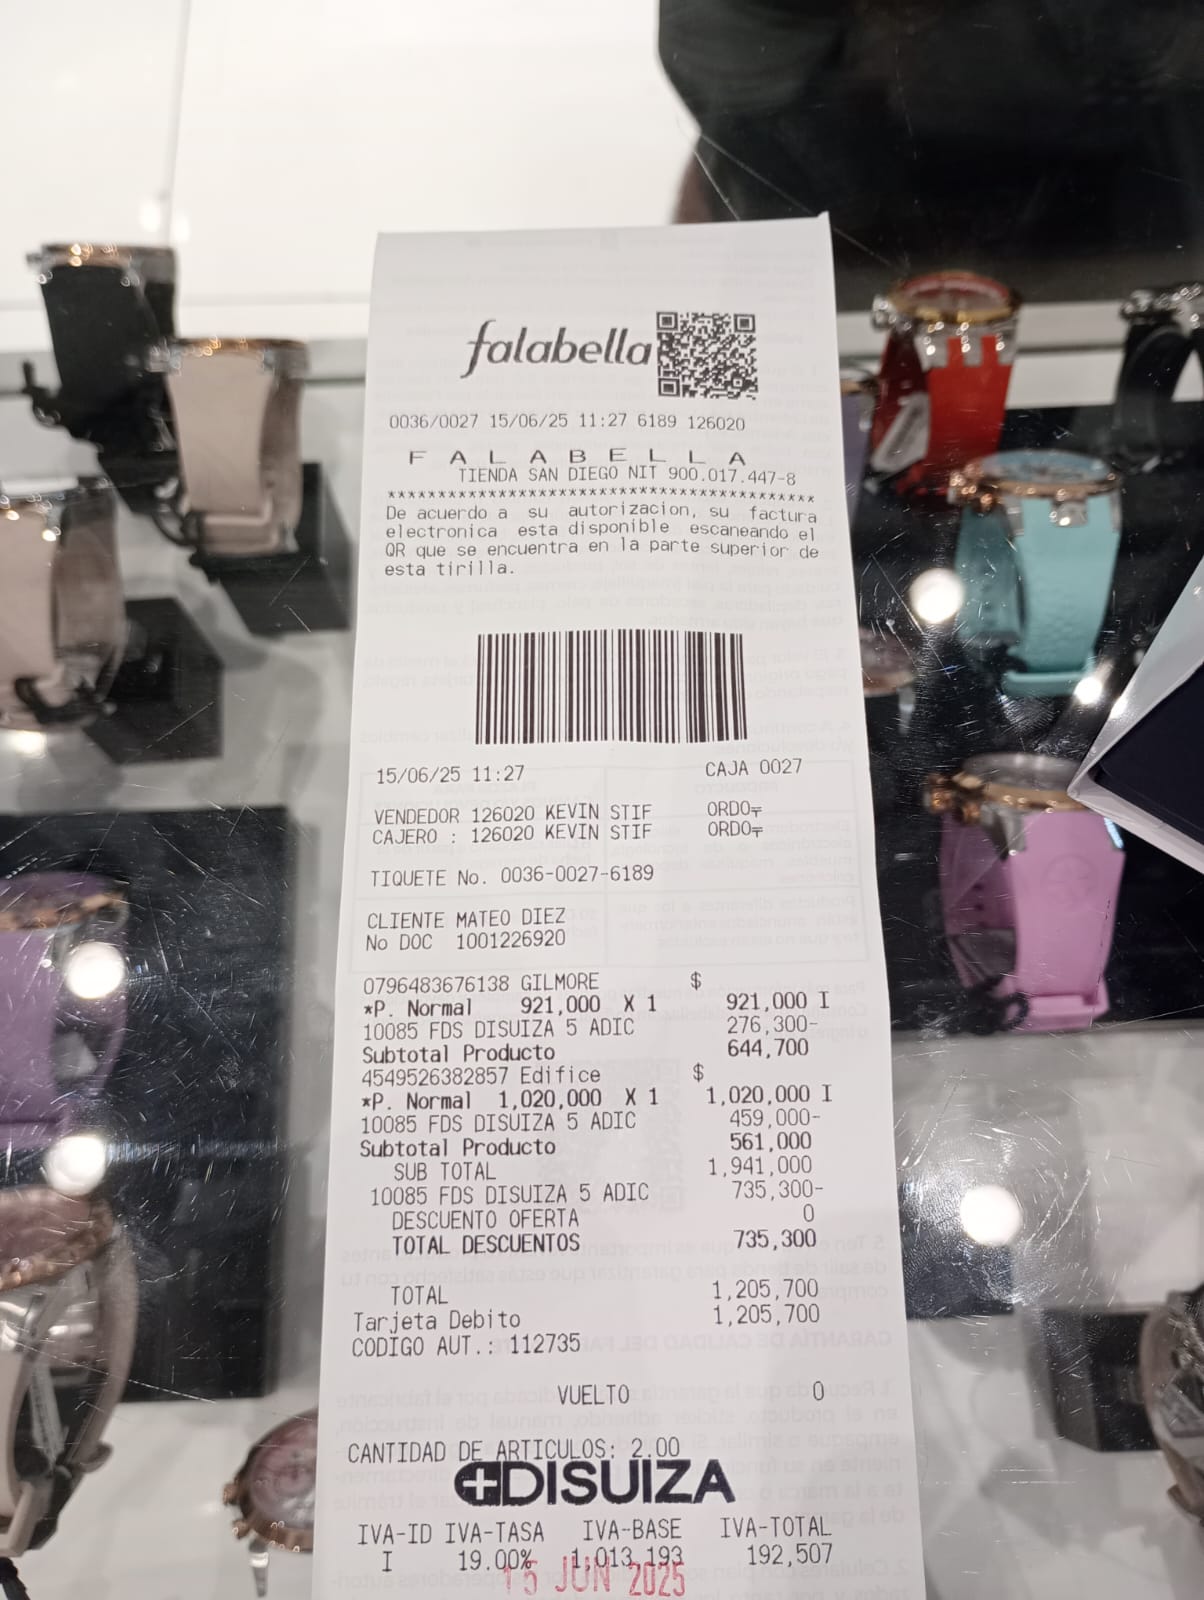 falabella
0036/0027 15/06/25 11:27 6189 126020
F A L A B E L L A
TIENDA SAN DIEGO NIT 900.017.447-8
******************************************
De acuerdo a su autorizacion, su factura
electronica esta disponible escaneando el
QR que se encuentra en la parte superior de
esta tirilla.
15/06/25 11:27 CAJA 0027
VENDEDOR 126020 KEVIN STIF ORDO
CAJERO : 126020 KEVIN STIF ORDO
TIQUETE No. 0036-0027-6189
CLIENTE MATEO DIEZ
No DOC 1001226920
0796483676138 GILMORE $
*P. Normal 921,000 X 1 921,000 I
10085 FDS DISUIZA 5 ADIC 276,300-
Subtotal Producto 644,700
4549526382857 Edifice $
*P. Normal 1,020,000 X 1 1,020,000 I
10085 FDS DISUIZA 5 ADIC 459,000-
Subtotal Producto 561,000
SUB TOTAL 1,941,000
10085 FDS DISUIZA 5 ADIC 735,300-
DESCUENTO OFERTA 0
TOTAL DESCUENTOS 735,300
TOTAL 1,205,700
Tarjeta Debito 1,205,700
CODIGO AUT.: 112735
VUELTO 0
CANTIDAD DE ARTICULOS: 2.00
DISUIZA
IVA-ID IVA-TASA IVA-BASE IVA-TOTAL
I 19.00% 1,013,193 192,507
15 JUN 2025